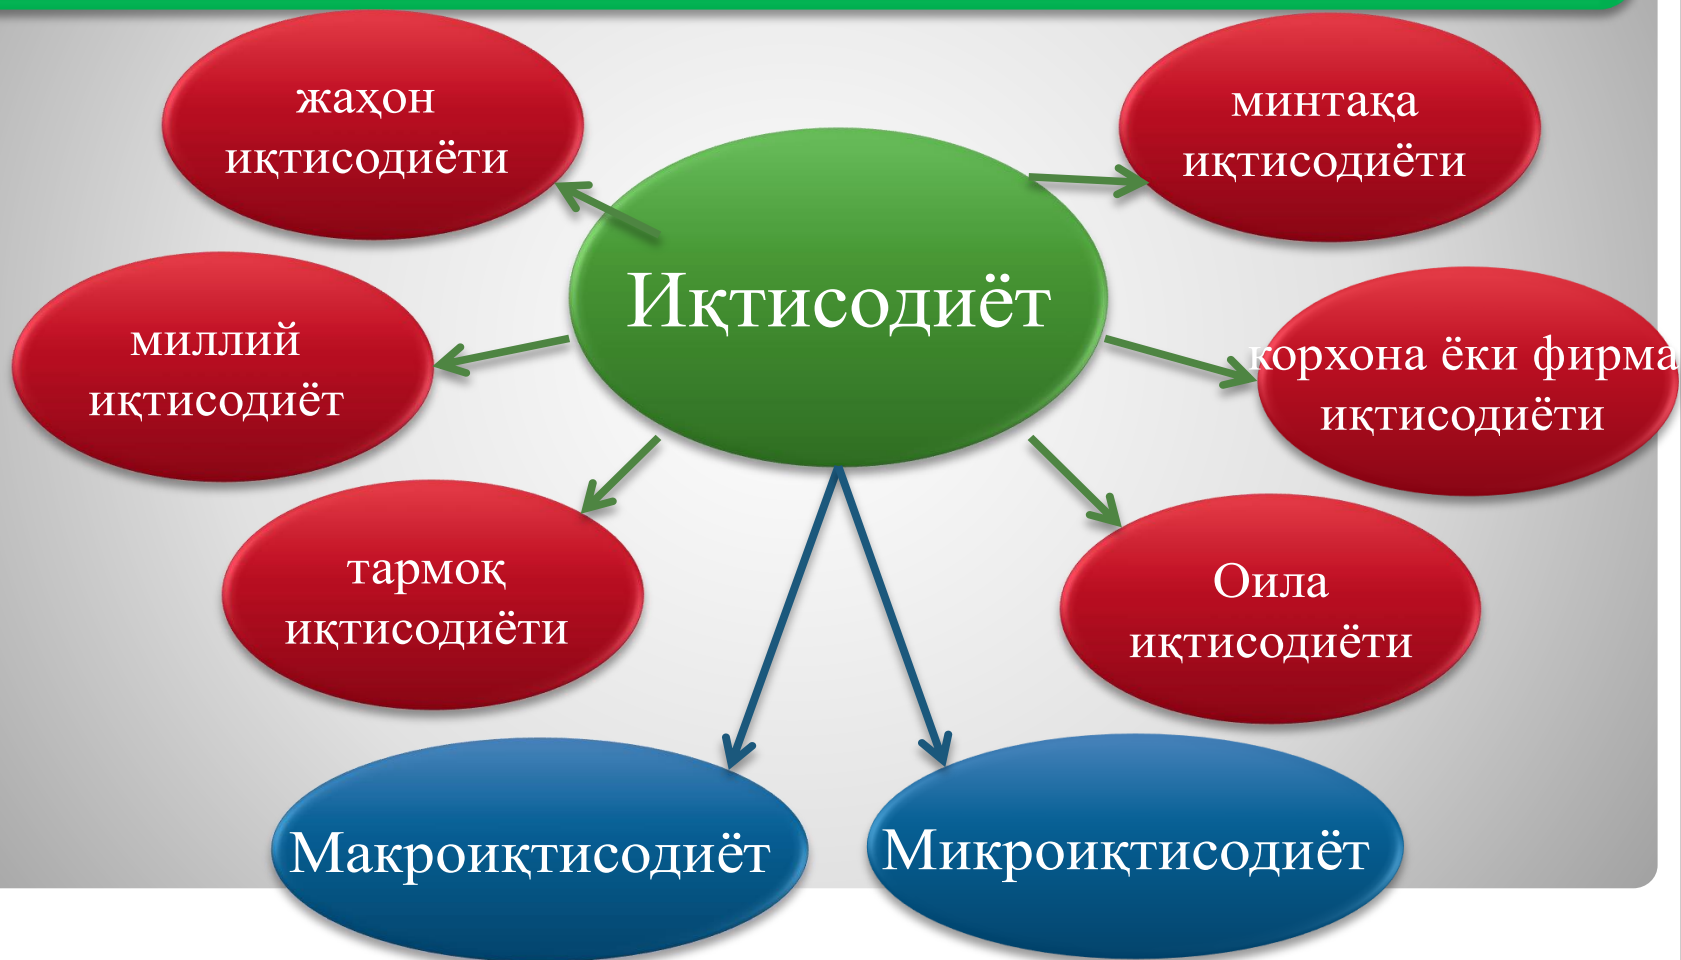 жаҳон
иқтисодиёти
минтақа
иқтисодиёти
Иқтисодиёт
миллий
иқтисодиёт
корхона ёки фирма
иқтисодиёти
тармоқ
иқтисодиёти
Оила
иқтисодиёти
Макроиқтисодиёт
Микроиқтисодиёт